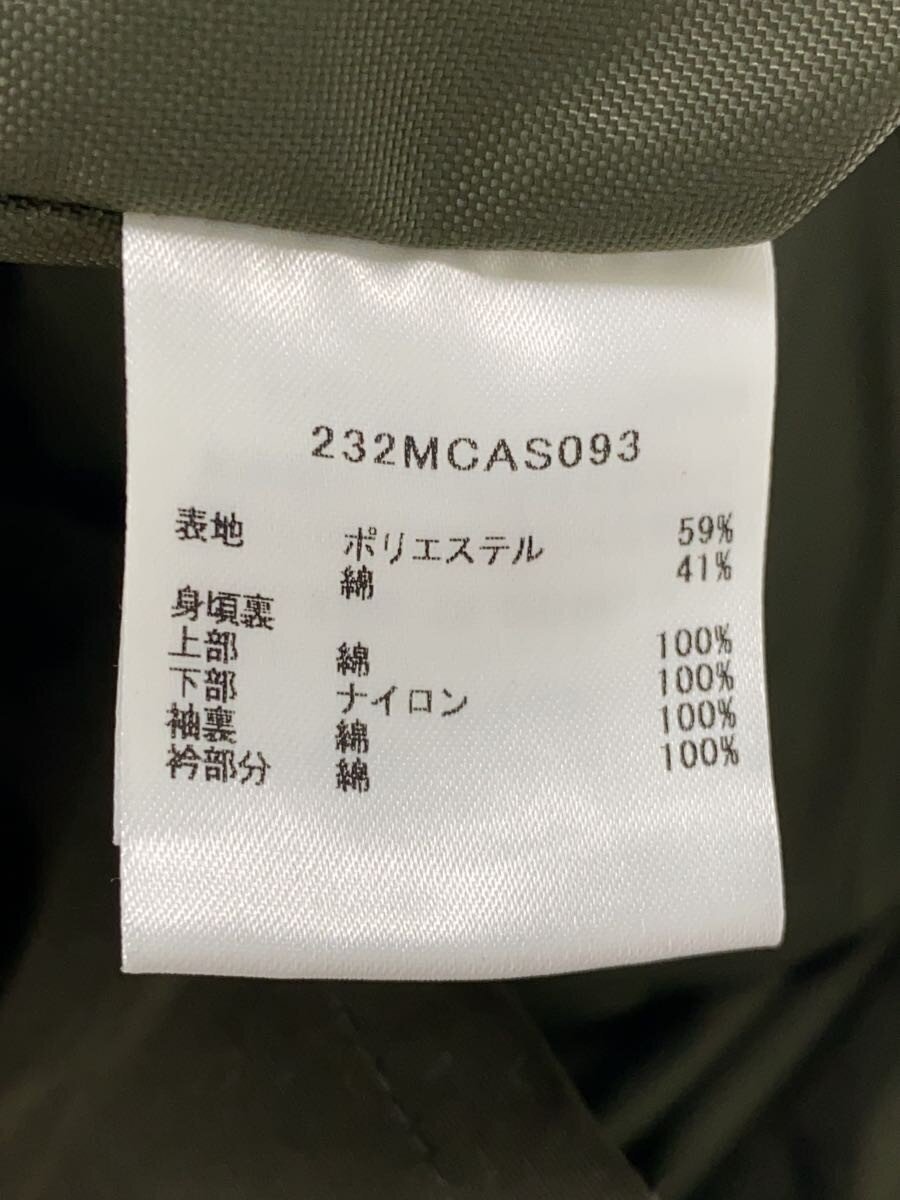 232MCAS093
表地 ポリエステル 59%
綿 41%
身頃裏
上部 綿 100%
下部 ナイロン 100%
袖裏 綿 100%
衿部分 綿 100%